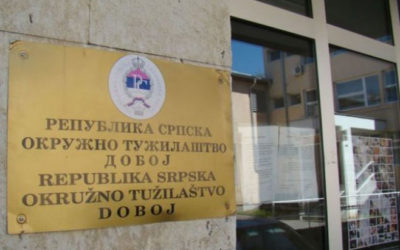 РЕПУБЛИКА СРПСКА
ОКРУЖНО ТУЖИЛАШТВО
ДОБОЈ
REPUBLIKA SRPSKA
OKRUŽNO TUŽILAŠTVO
DOBOJ